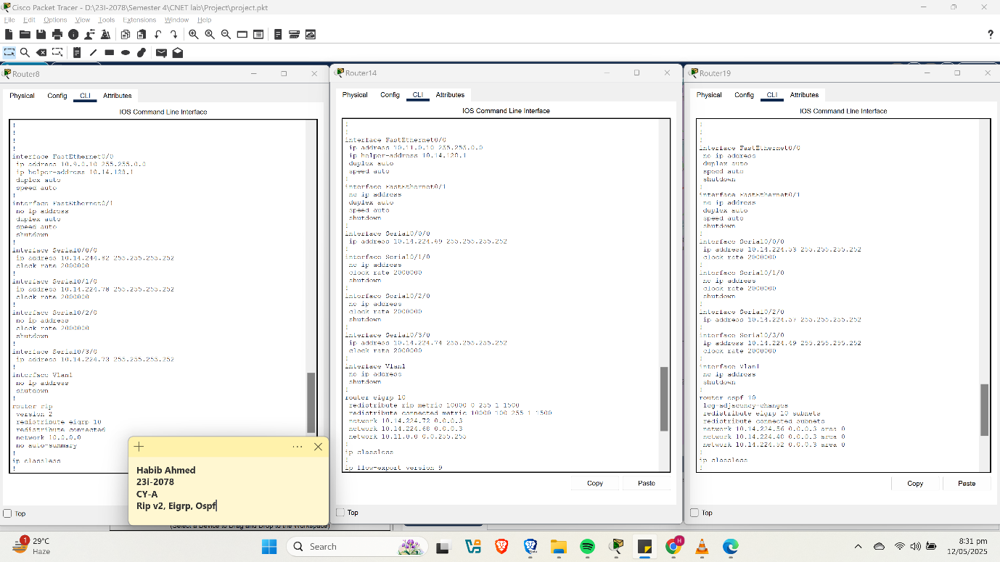 Cisco Packet Tracer - D:\23I-2078\Semester 4\CNET lab\Project\project.pkt
File Edit Options View Tools Extensions Window Help
?
Router8
Physical Config CLI Attributes
IOS Command Line Interface
!
!
!
!
interface FastEthernet0/0
ip address 10.9.0.10 255.255.0.0
ip helper-address 10.14.128.1
duplex auto
speed auto
!
interface FastEthernet0/1
no ip address
duplex auto
speed auto
shutdown
!
interface Serial0/0/0
ip address 10.14.244.82 255.255.255.252
clock rate 2000000
!
interface Serial0/1/0
ip address 10.14.224.78 255.255.255.252
clock rate 2000000
!
interface Serial0/2/0
no ip address
clock rate 2000000
shutdown
!
interface Serial0/3/0
ip address 10.14.224.73 255.255.255.252
!
interface Vlan1
no ip address
shutdown
!
router rip
version 2
redistribute eigrp 10
redistribute connected
network 10.0.0.0
no auto-summary
!
ip classless
!
Top
Habib Ahmed
23i-2078
CY-A
Rip v2, Eigrp, Ospf
(Select a Device to Drag and Drop to the Workspace)
Router14
Physical Config CLI Attributes
IOS Command Line Interface
!
!
interface FastEthernet0/0
ip address 10.11.0.10 255.255.0.0
ip helper-address 10.14.128.1
duplex auto
speed auto
!
interface FastEthernet0/1
no ip address
duplex auto
speed auto
shutdown
!
interface Serial0/0/0
ip address 10.14.224.69 255.255.255.252
!
interface Serial0/1/0
no ip address
clock rate 2000000
shutdown
!
interface Serial0/2/0
no ip address
clock rate 2000000
shutdown
!
interface Serial0/3/0
ip address 10.14.224.74 255.255.255.252
clock rate 2000000
!
interface Vlan1
no ip address
shutdown
!
router eigrp 10
redistribute rip metric 10000 0 255 1 1500
redistribute connected metric 10000 100 255 1 1500
network 10.14.224.72 0.0.0.3
network 10.14.224.68 0.0.0.3
network 10.11.0.0 0.0.255.255
!
ip classless
!
ip flow-export version 9
Copy Paste
Top
Router19
Physical Config CLI Attributes
IOS Command Line Interface
!
!
!
interface FastEthernet0/0
no ip address
duplex auto
speed auto
shutdown
!
interface FastEthernet0/1
no ip address
duplex auto
speed auto
shutdown
!
interface Serial0/0/0
ip address 10.14.224.53 255.255.255.252
clock rate 2000000
!
interface Serial0/1/0
no ip address
clock rate 2000000
shutdown
!
interface Serial0/2/0
ip address 10.14.224.57 255.255.255.252
!
interface Serial0/3/0
ip address 10.14.224.49 255.255.255.252
clock rate 2000000
!
interface Vlan1
no ip address
shutdown
!
router ospf 10
log-adjacency-changes
redistribute eigrp 10 subnets
redistribute connected subnets
network 10.14.224.56 0.0.0.3 area 0
network 10.14.224.48 0.0.0.3 area 0
network 10.14.224.52 0.0.0.3 area 0
!
ip classless
!
Copy Paste
Top
1
29°C
Haze
Search
H
8:31 pm
12/05/2025